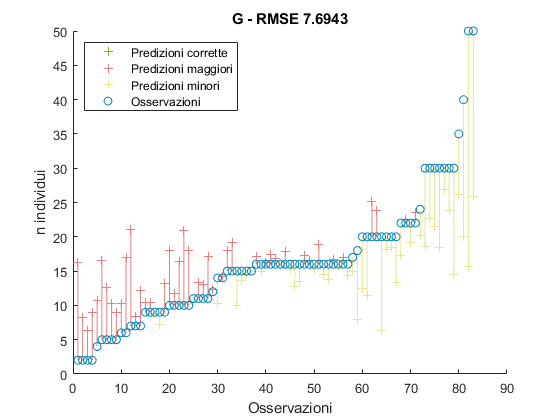 G - RMSE 7.6943
Predizioni corrette
Predizioni maggiori
Predizioni minori
Osservazioni
n individui
50
45
40
35
30
25
20
15
10
5
0
0 10 20 30 40 50 60 70 80 90
Osservazioni